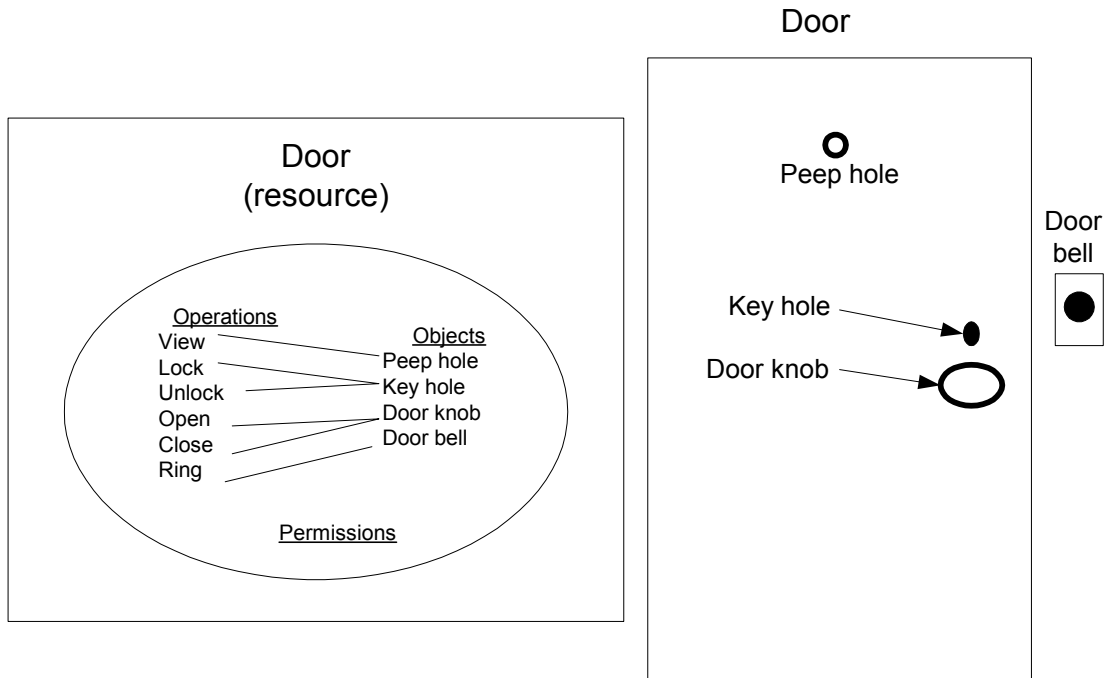 Door
(resource)
Operations
View
Lock
Unlock
Open
Close
Ring
Objects
Peep hole
Key hole
Door knob
Door bell
Permissions
Door
Peep hole
Key hole
Door knob
Door
bell